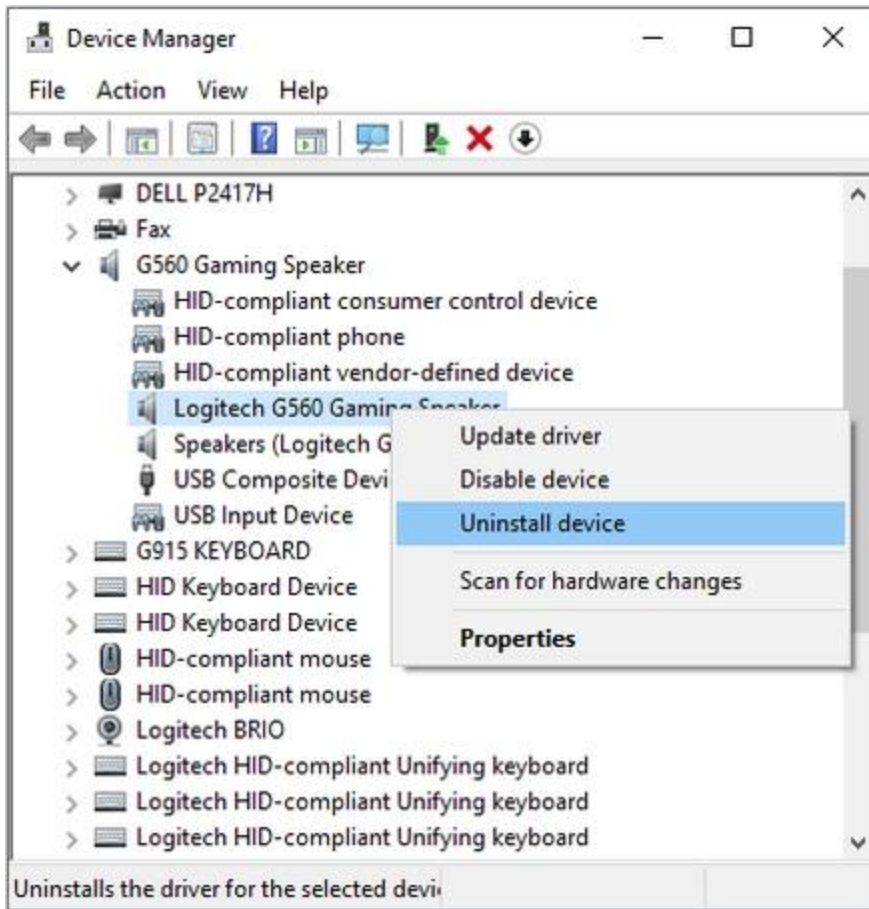 Device Manager
File Action View Help
DELL P2417H
Fax
G560 Gaming Speaker
HID-compliant consumer control device
HID-compliant phone
HID-compliant vendor-defined device
Logitech G560 Gaming Speaker
Speakers (Logitech G
USB Composite Devi
USB Input Device
G915 KEYBOARD
HID Keyboard Device
HID Keyboard Device
HID-compliant mouse
HID-compliant mouse
Logitech BRIO
Logitech HID-compliant Unifying keyboard
Logitech HID-compliant Unifying keyboard
Logitech HID-compliant Unifying keyboard
Update driver
Disable device
Uninstall device
Scan for hardware changes
Properties
Uninstalls the driver for the selected devi